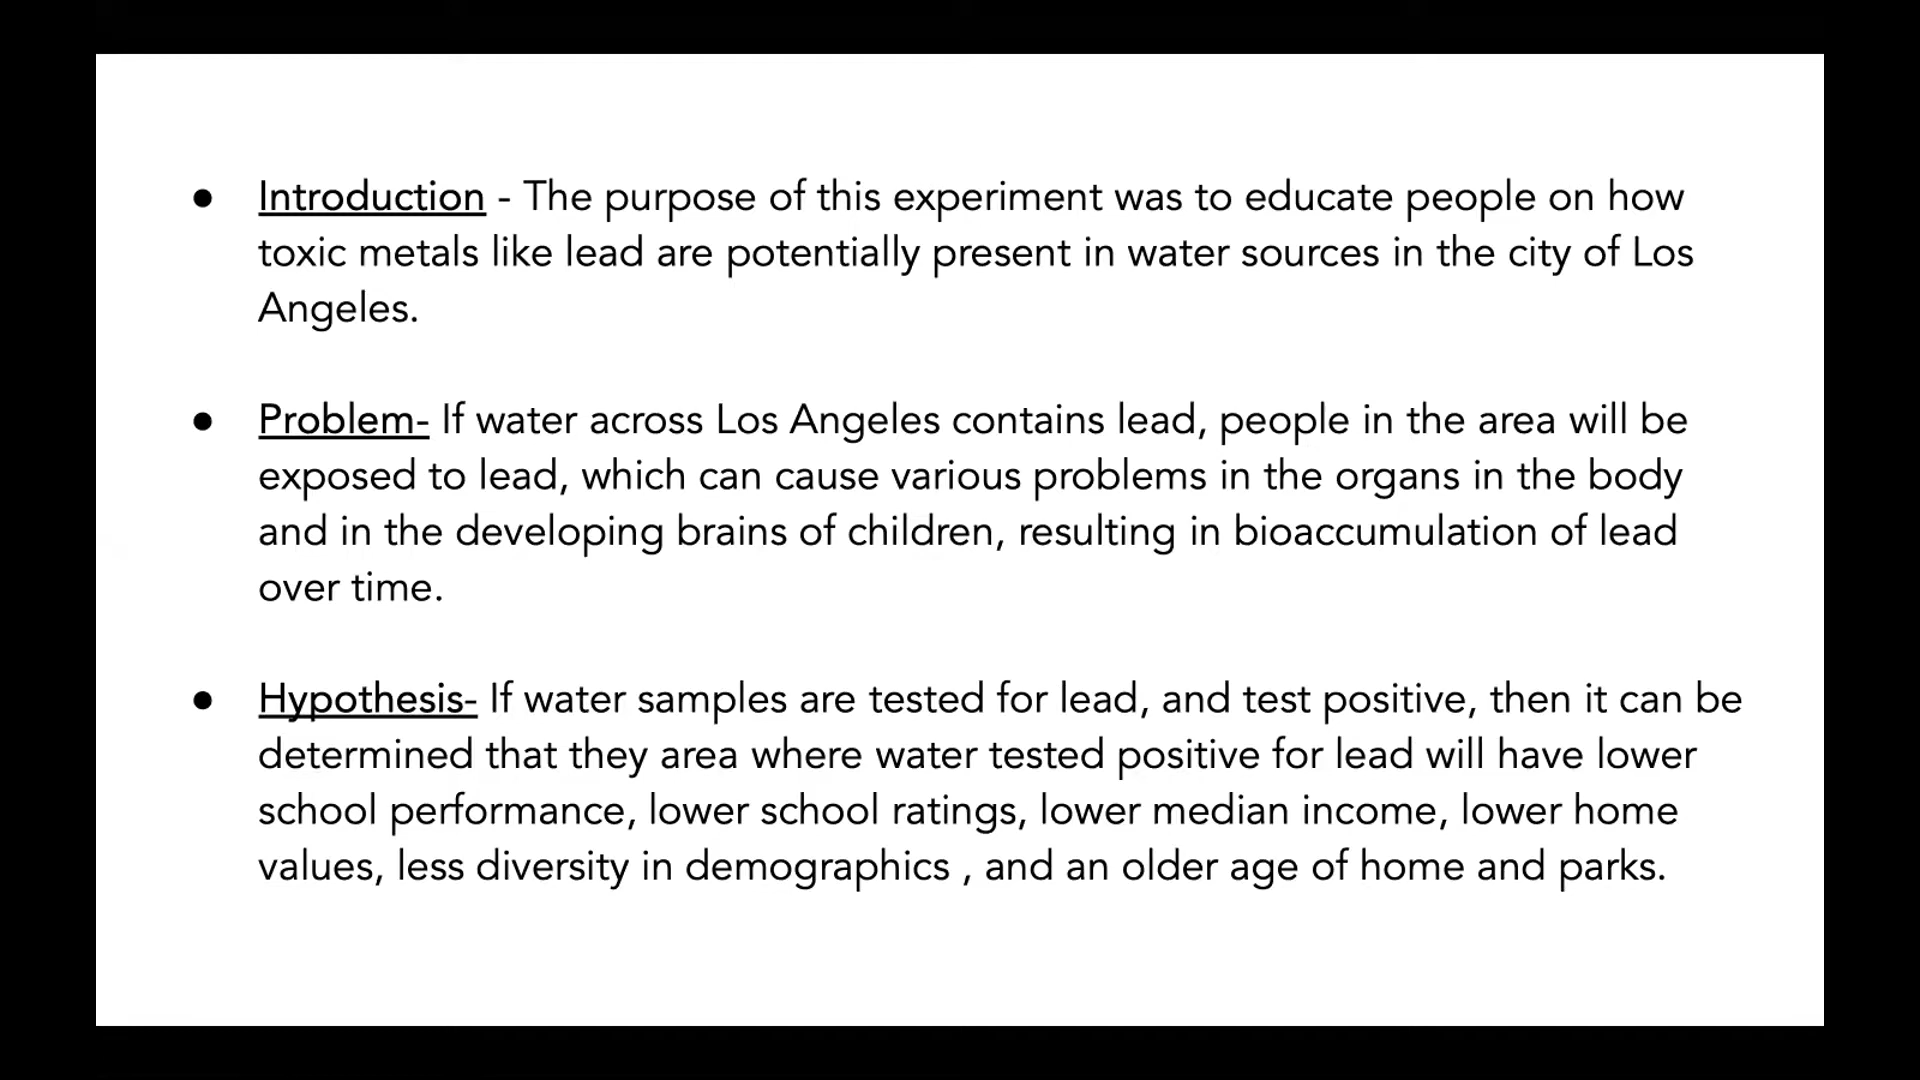 ● Introduction - The purpose of this experiment was to educate people on how
toxic metals like lead are potentially present in water sources in the city of Los
Angeles.
● Problem- If water across Los Angeles contains lead, people in the area will be
exposed to lead, which can cause various problems in the organs in the body
and in the developing brains of children, resulting in bioaccumulation of lead
over time.
● Hypothesis- If water samples are tested for lead, and test positive, then it can be
determined that they area where water tested positive for lead will have lower
school performance, lower school ratings, lower median income, lower home
values, less diversity in demographics , and an older age of home and parks.